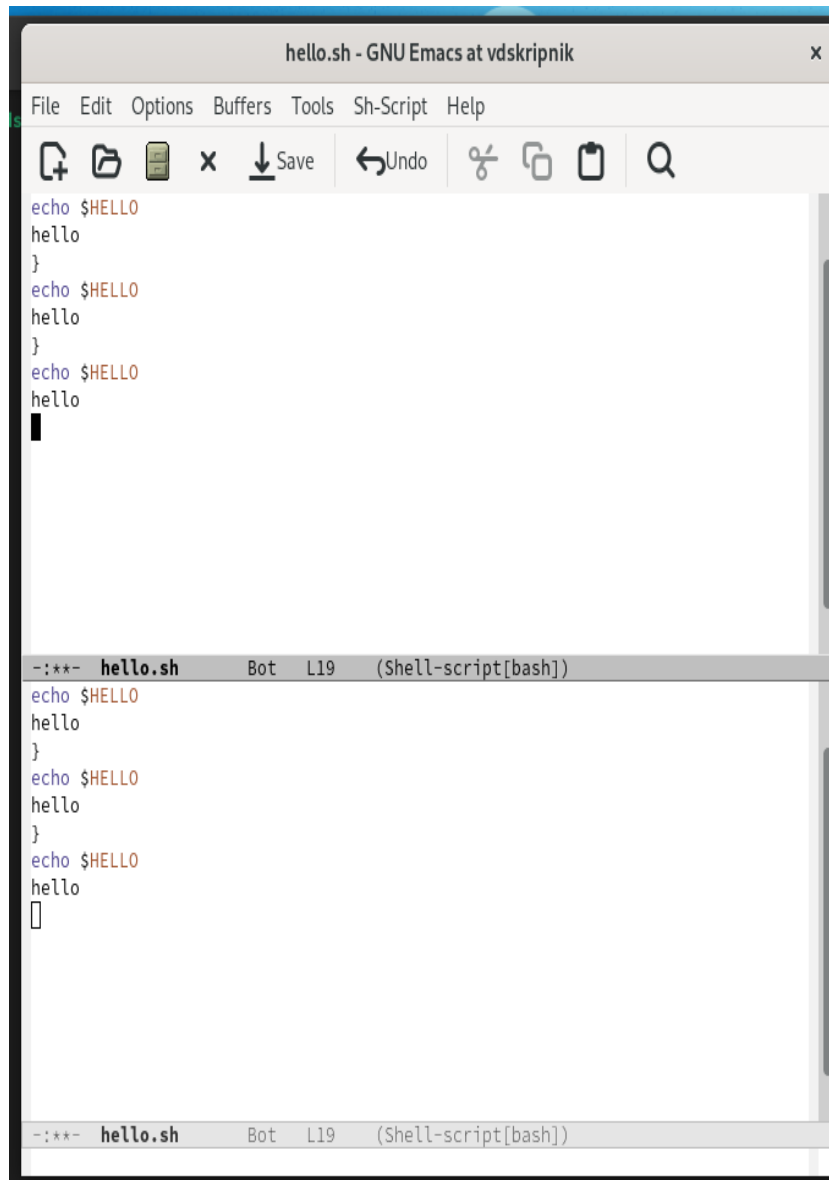 hello.sh - GNU Emacs at vdskripnik
File Edit Options Buffers Tools Sh-Script Help
Save Undo
echo $HELLO
hello
}
echo $HELLO
hello
}
echo $HELLO
hello
-:**- hello.sh Bot L19 (Shell-script[bash])
echo $HELLO
hello
}
echo $HELLO
hello
}
echo $HELLO
hello
-:**- hello.sh Bot L19 (Shell-script[bash])